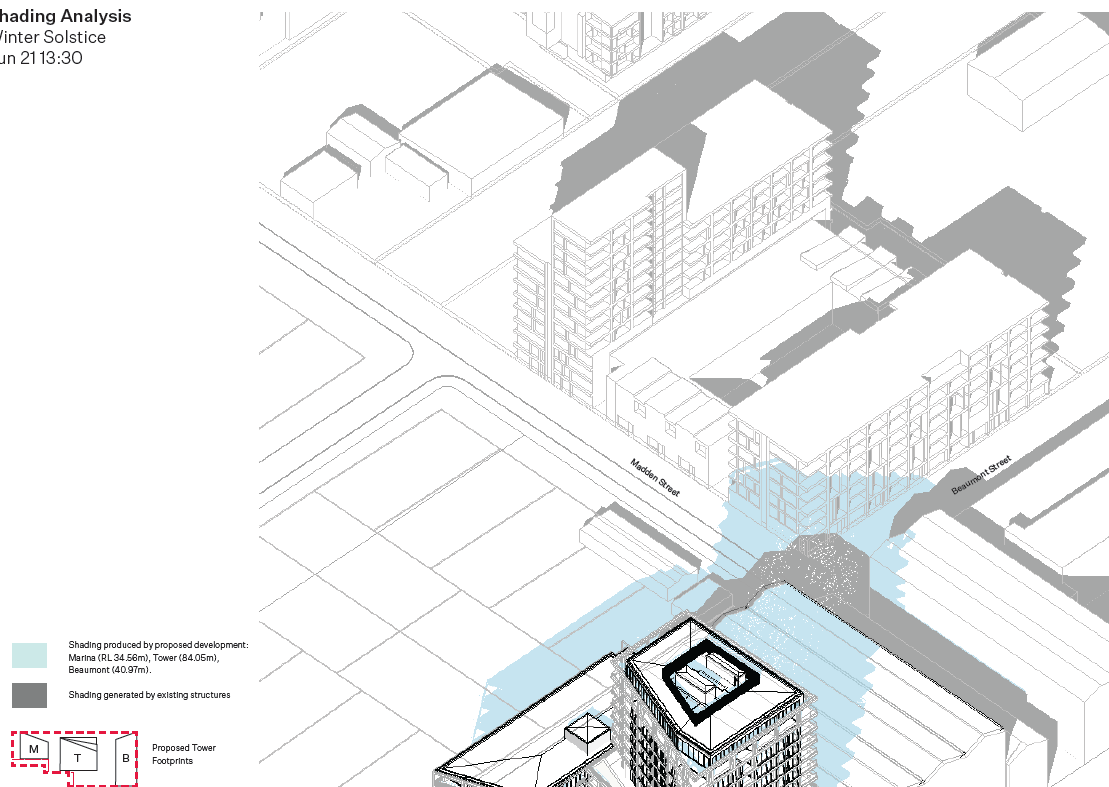 hading Analysis
inter Solstice
un 21 13:30
Madden Street
Beaumont Street
Shading produced by proposed development:
Marina (RL 34.56m), Tower (84.05m),
Beaumont (40.97m).
Shading generated by existing structures
M
T
B
Proposed Tower
Footprints